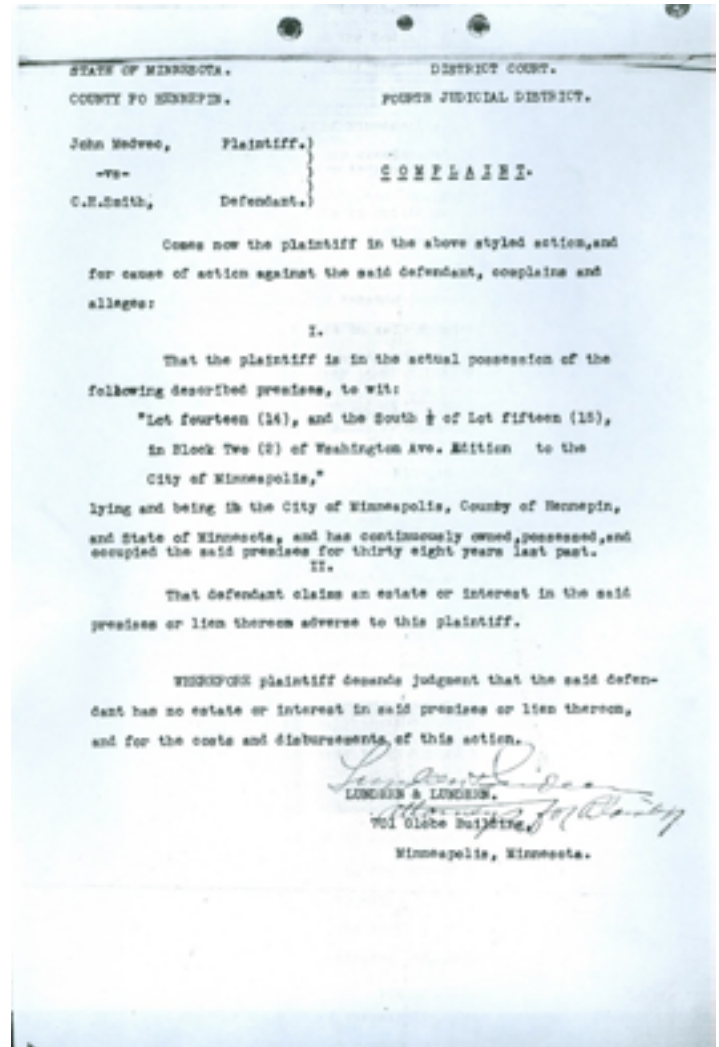 STATE OF MINNESOTA. DISTRICT COURT.
COUNTY FO HENNEPIN. FOURTH JUDICIAL DISTRICT.
John Medwec, Plaintiff.)
-vs- ) COMPLAINT.
C.H.Smith, Defendant.)
Comes now the plaintiff in the above styled action,and
for cause of action against the said defendant, complains and
alleges:
I.
That the plaintiff is in the actual possession of the
following described premises, to wit:
"Lot fourteen (14), and the South ½ of Lot fifteen (15),
in Block Two (2) of Washington Ave. Edition to the
City of Minneapolis,"
lying and being in the City of Minneapolis, County of Hennepin,
and State of Minnesota, and has continuously owned,possessed,and
occupied the said premises for thirty eight years last past.
II.
That defendant claims an estate or interest in the said
premises or lien thereon adverse to this plaintiff.
WHEREFORE plaintiff demands judgment that the said defen-
dant has no estate or interest in said premises or lien thereon,
and for the costs and disbursements of this action.
LUNDEEN & LUNDEEN.
Attorneys for Plaintiff
701 Globe Building,
Minneapolis, Minnesota.